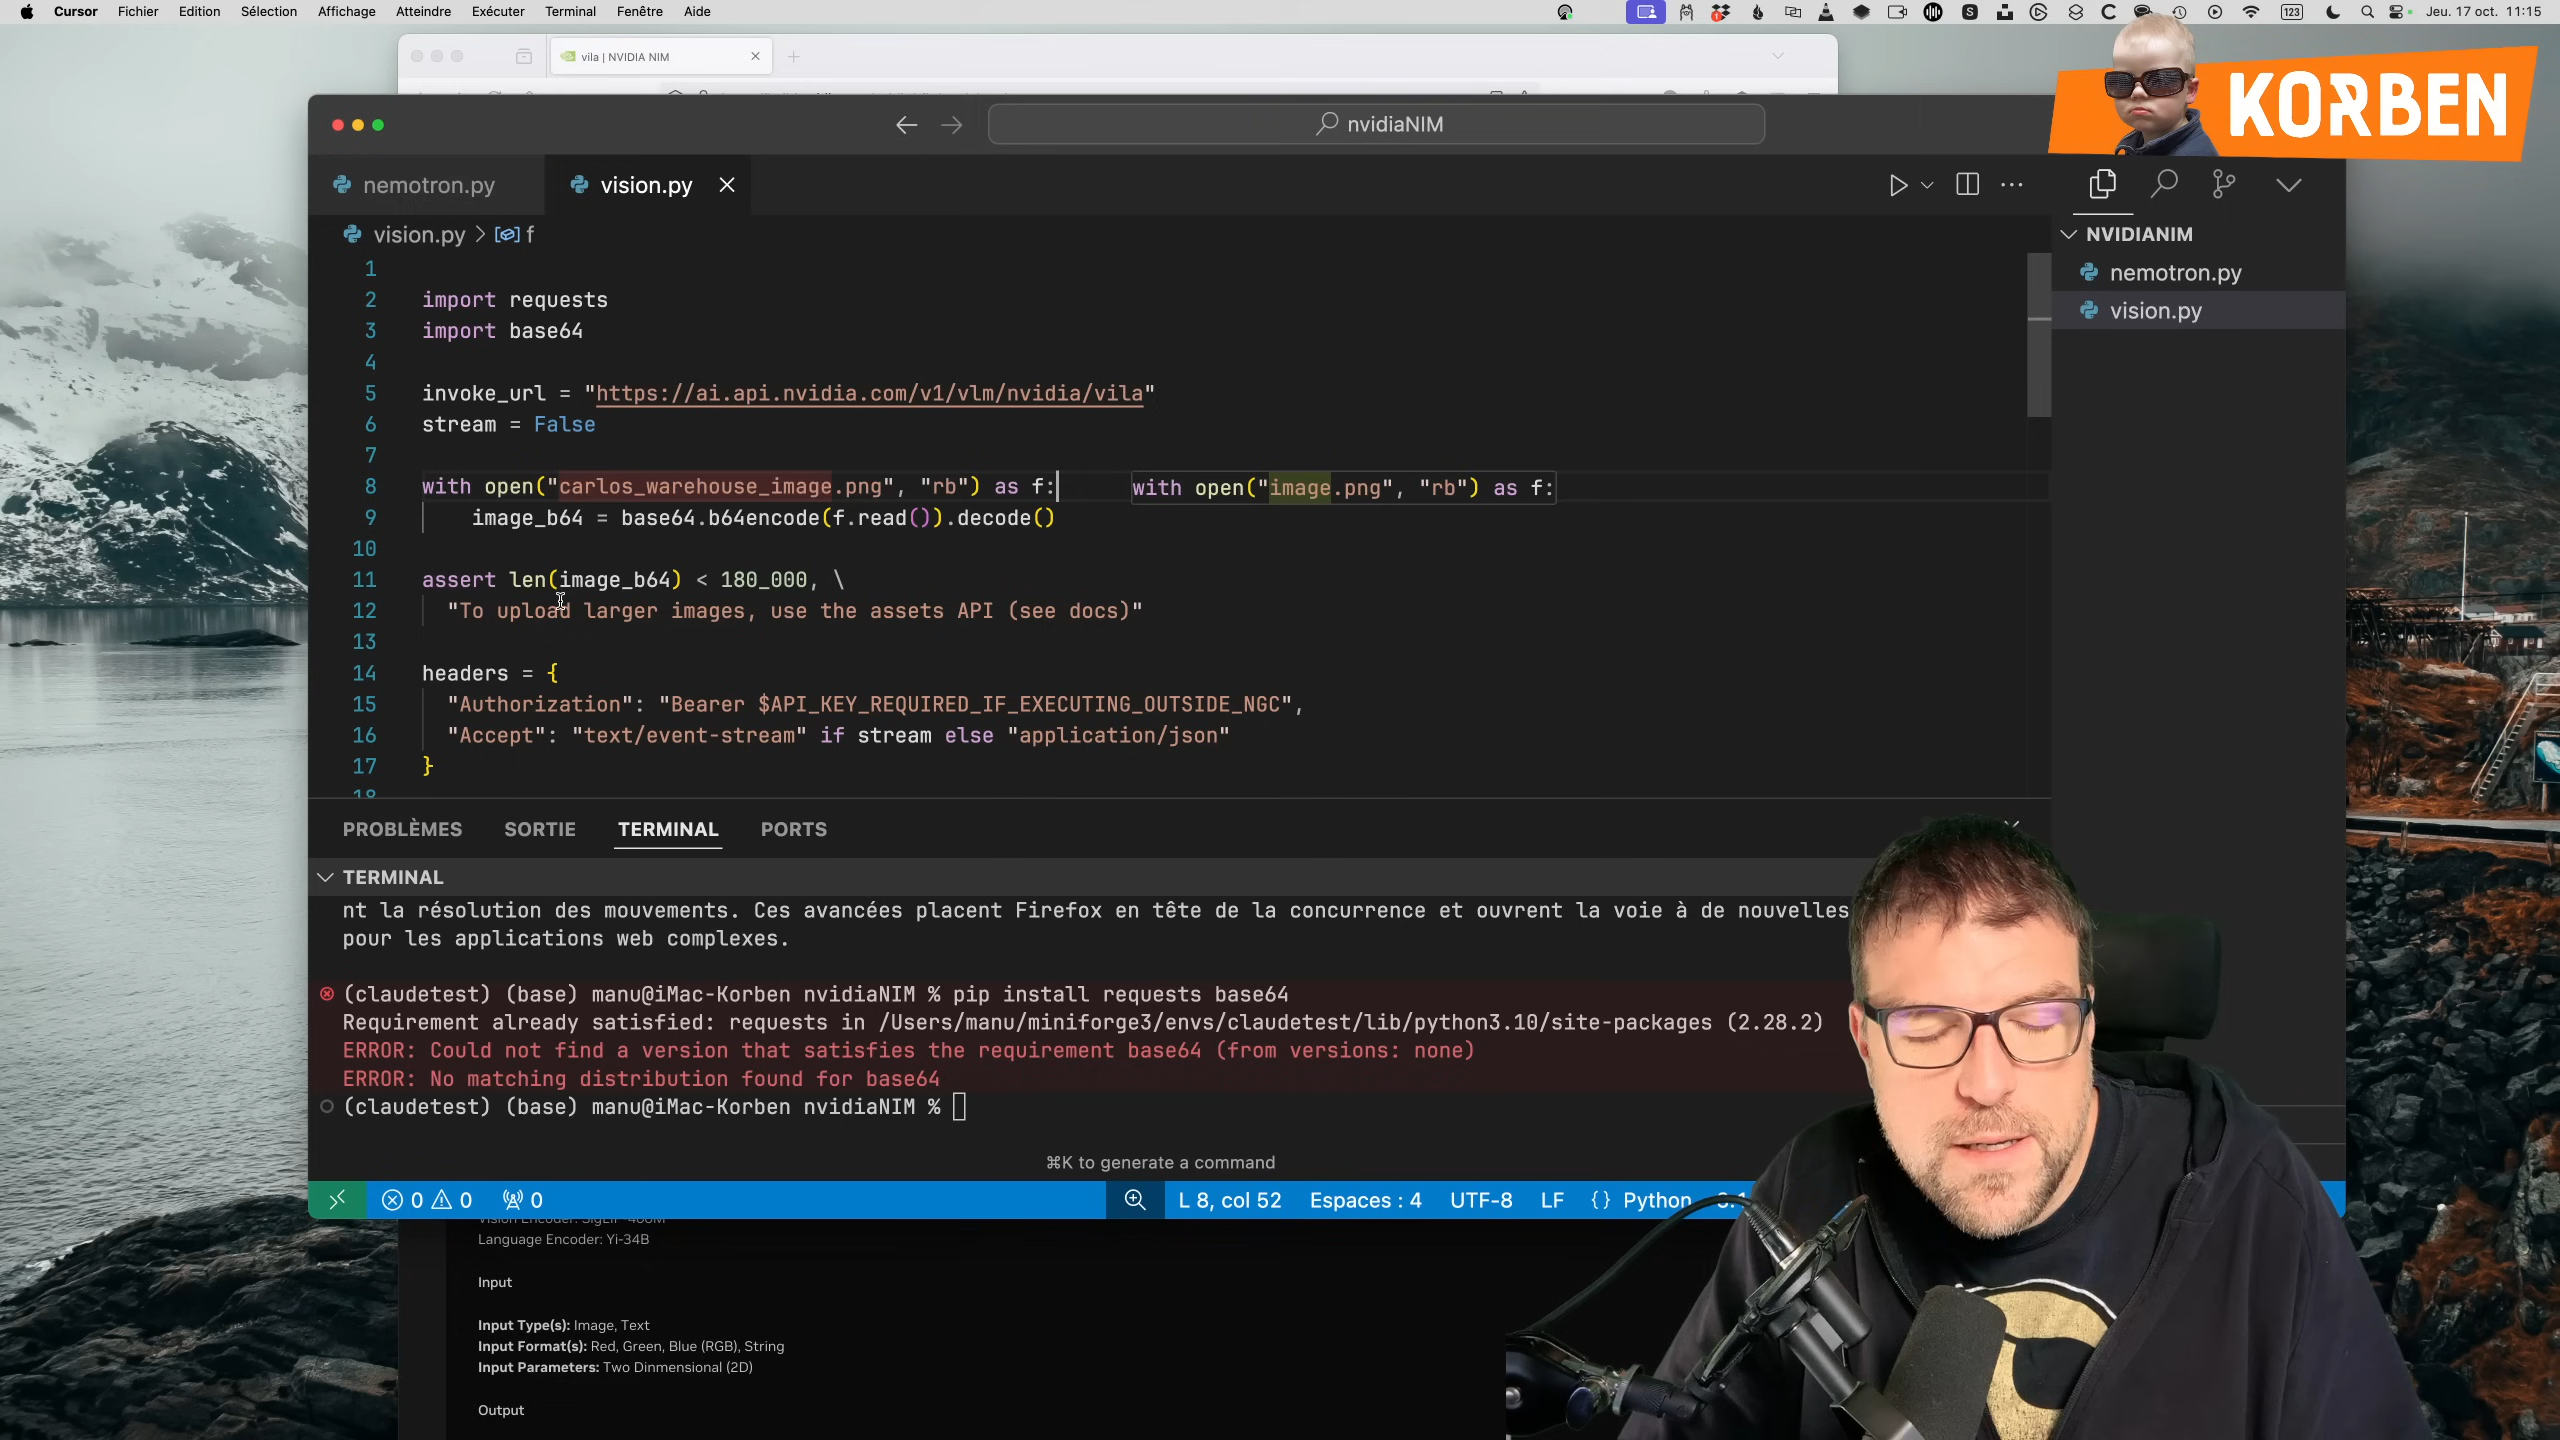 Cursor Fichier Edition Sélection Affichage Atteindre Exécuter Terminal Fenêtre Aide
123
Jeu. 17 oct. 11:15
vila | NVIDIA NIM
KORBEN
nvidiaNIM
nemotron.py
vision.py
vision.py > f
NVIDIANIM
nemotron.py
vision.py
1
2 import requests
3 import base64
4
5 invoke_url = "https://ai.api.nvidia.com/v1/vlm/nvidia/vila"
6 stream = False
7
8 with open("carlos_warehouse_image.png", "rb") as f: with open("image.png", "rb") as f:
9 image_b64 = base64.b64encode(f.read()).decode()
10
11 assert len(image_b64) < 180_000, \
12 "To upload larger images, use the assets API (see docs)"
13
14 headers = {
15 "Authorization": "Bearer $API_KEY_REQUIRED_IF_EXECUTING_OUTSIDE_NGC",
16 "Accept": "text/event-stream" if stream else "application/json"
17 }
18
PROBLÈMES SORTIE TERMINAL PORTS
TERMINAL
nt la résolution des mouvements. Ces avancées placent Firefox en tête de la concurrence et ouvrent la voie à de nouvelles
pour les applications web complexes.
(claudetest) (base) manu@iMac-Korben nvidiaNIM % pip install requests base64
Requirement already satisfied: requests in /Users/manu/miniforge3/envs/claudetest/lib/python3.10/site-packages (2.28.2)
ERROR: Could not find a version that satisfies the requirement base64 (from versions: none)
ERROR: No matching distribution found for base64
(claudetest) (base) manu@iMac-Korben nvidiaNIM %
⌘K to generate a command
0 0 0 L 8, col 52 Espaces : 4 UTF-8 LF {} Python
Language Encoder: Yi-34B
Input
Input Type(s): Image, Text
Input Format(s): Red, Green, Blue (RGB), String
Input Parameters: Two Dinmensional (2D)
Output